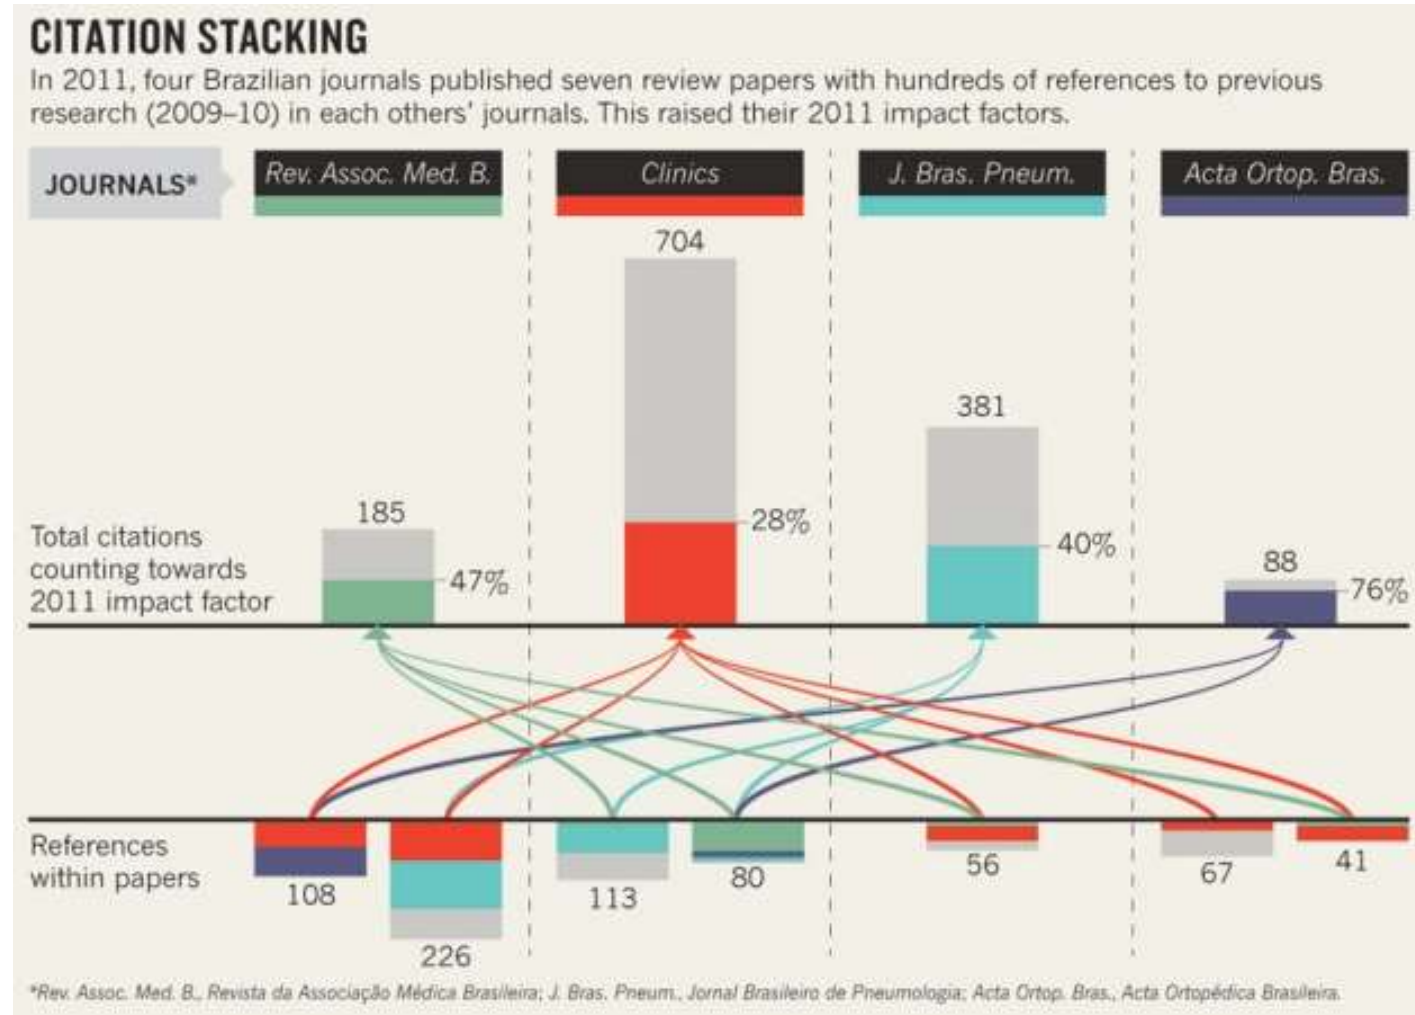 CITATION STACKING
In 2011, four Brazilian journals published seven review papers with hundreds of references to previous
research (2009–10) in each others' journals. This raised their 2011 impact factors.
JOURNALS*
Rev. Assoc. Med. B.
Clinics
J. Bras. Pneum.
Acta Ortop. Bras.
704
381
185
88
28%
40%
47%
76%
Total citations
counting towards
2011 impact factor
References
within papers
108
226
113
80
56
67
41
*Rev. Assoc. Med. B., Revista da Associação Médica Brasileira; J. Bras. Pneum., Jornal Brasileiro de Pneumologia; Acta Ortop. Bras., Acta Ortopédica Brasileira.